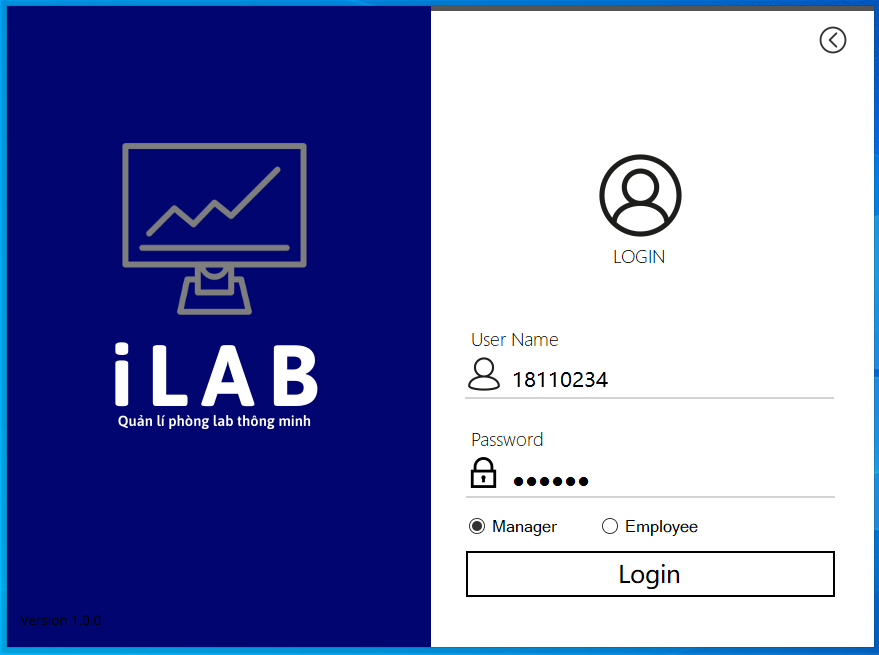 iLAB
Quản lí phòng lab thông minh
Version 1.0.0
LOGIN
User Name
18110234
Password
••••••
Manager
Employee
Login